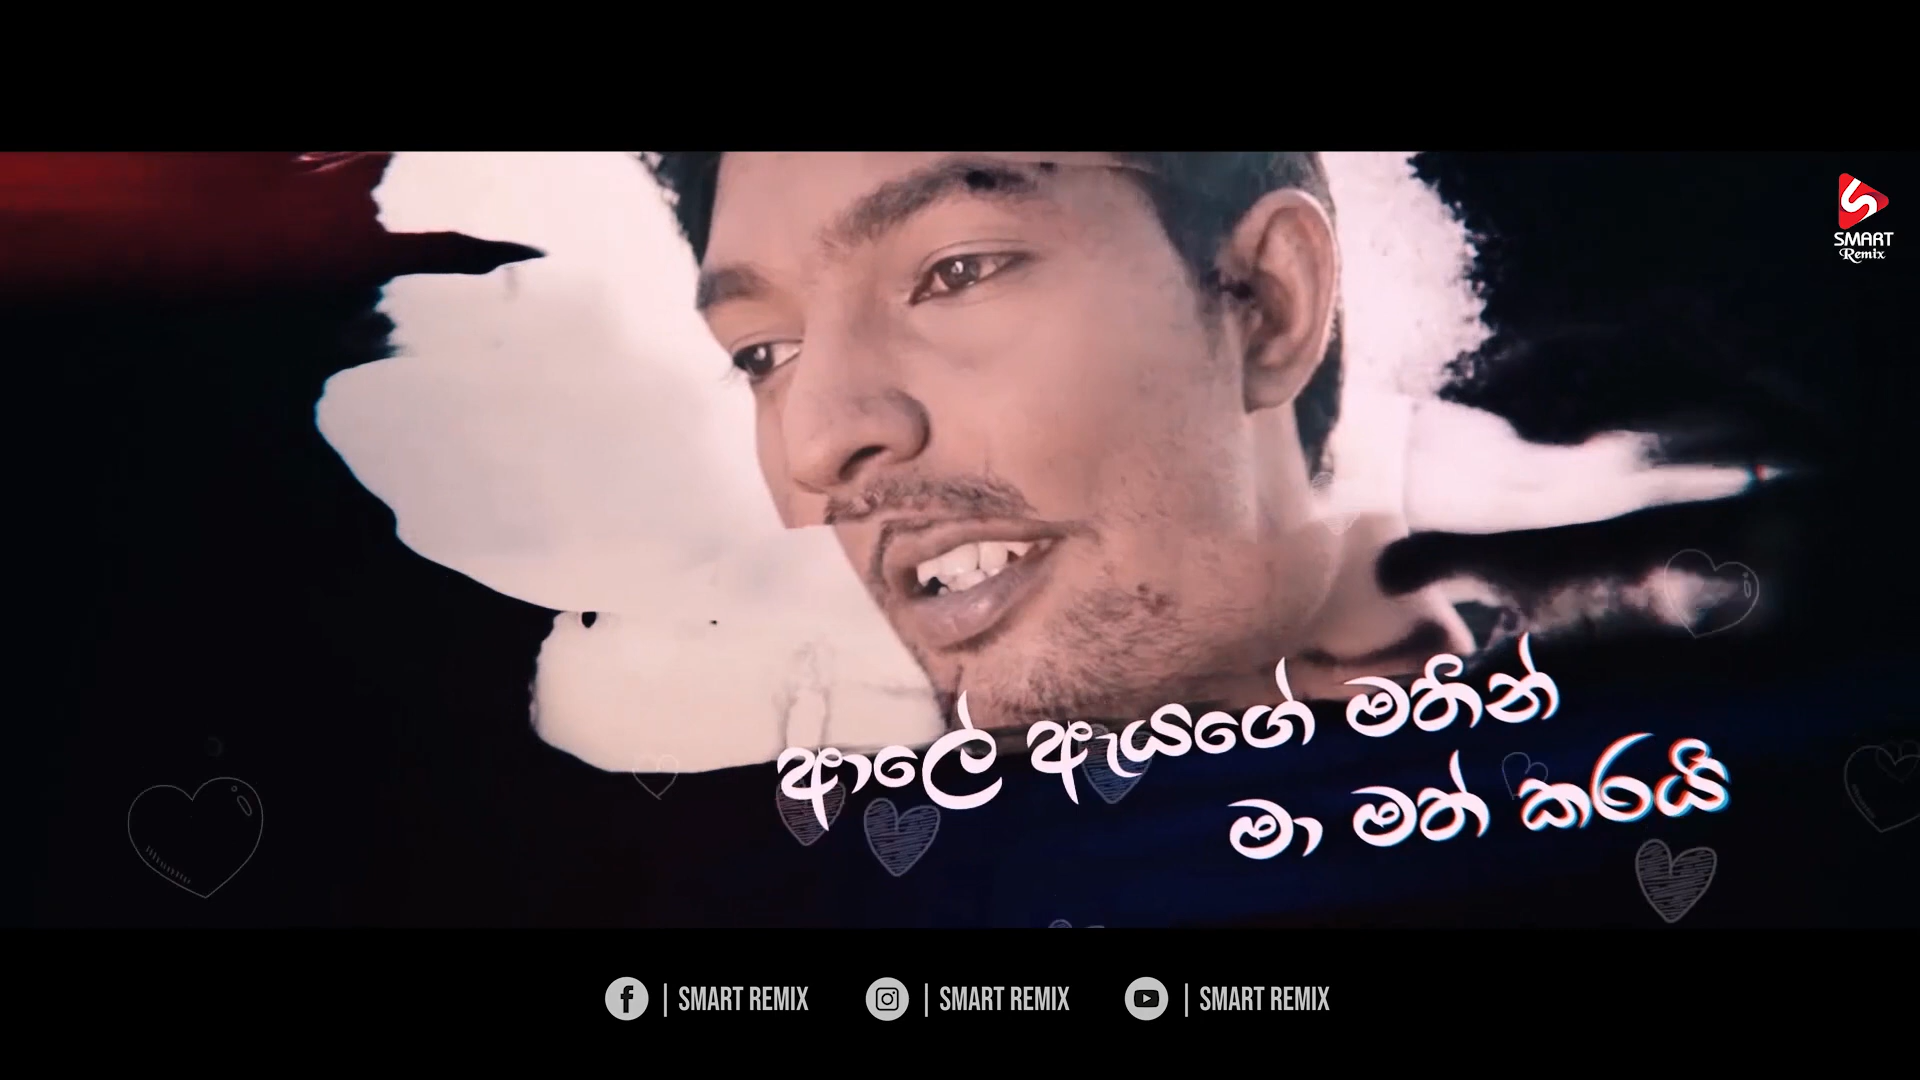 SMART
Remix
ආලේ ඇයගේ මතින්
මා මත් කරයි
| SMART REMIX | SMART REMIX | SMART REMIX